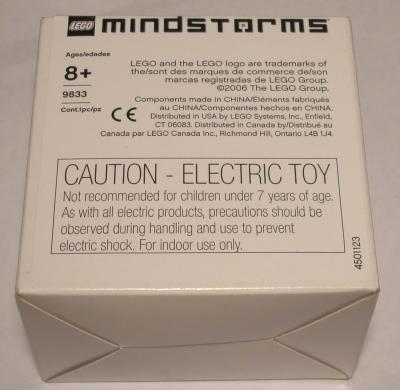 LEGO mindstorms
Ages/edades
8+
9833
Cont.1pc/pz
LEGO and the LEGO logo are trademarks of
the/sont des marques de commerce de/son
marcas registradas de LEGO Group.
©2006 The LEGO Group.
Components made in CHINA/Éléments fabriqués
au CHINA/Componentes hechos en CHINA.
Distributed in USA by LEGO Systems, Inc., Enfield,
CT 06083. Distributed in Canada by/Distribué au
Canada par LEGO Canada Inc., Richmond Hill, Ontario L4B 1J4.
CE
CAUTION - ELECTRIC TOY
Not recommended for children under 7 years of age.
As with all electric products, precautions should be
observed during handling and use to prevent
electric shock. For indoor use only.
4501123